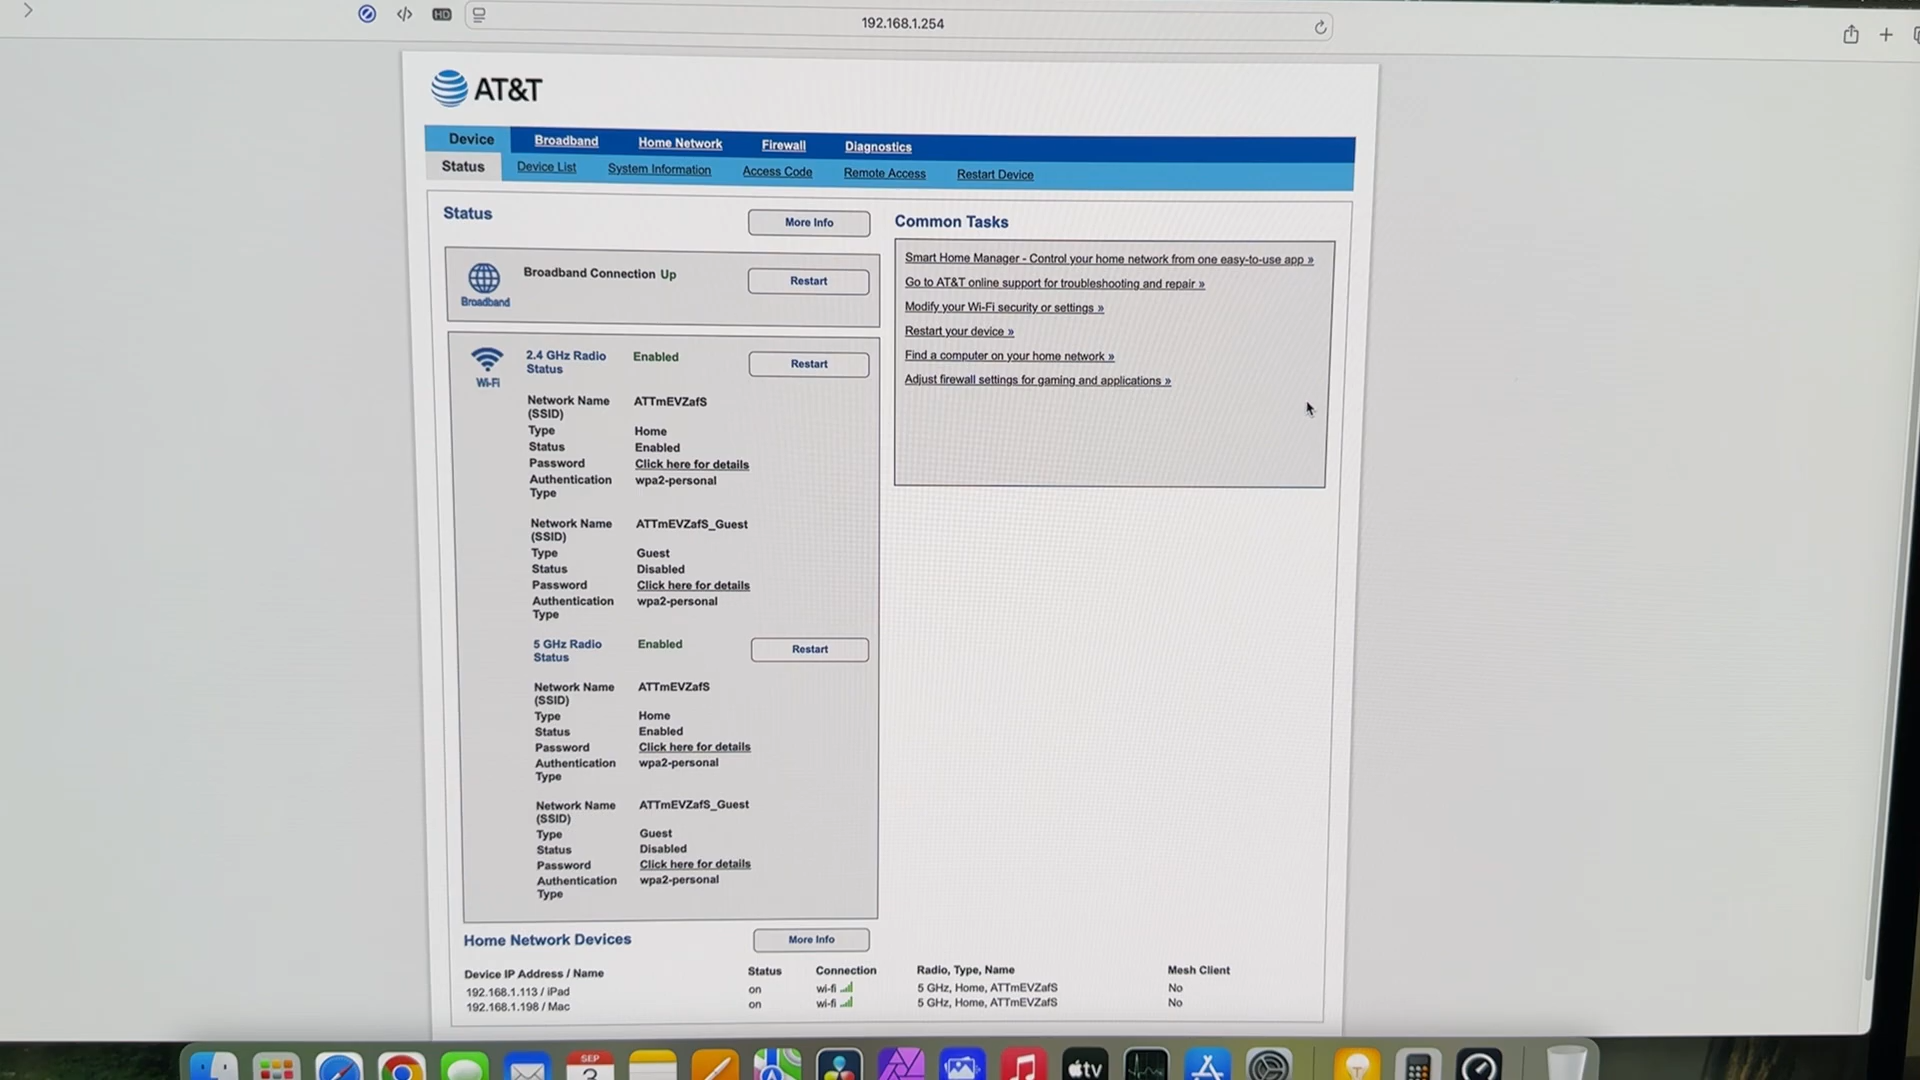 HD
192.168.1.254
AT&T
Device Broadband Home Network Firewall Diagnostics
Status Device List System Information Access Code Remote Access Restart Device
Status
More Info
Broadband
Broadband Connection Up
Restart
Wi-Fi
2.4 GHz Radio Status Enabled
Restart
Network Name (SSID) ATTmEVZafS
Type Home
Status Enabled
Password Click here for details
Authentication Type wpa2-personal
Network Name (SSID) ATTmEVZafS_Guest
Type Guest
Status Disabled
Password Click here for details
Authentication Type wpa2-personal
5 GHz Radio Status Enabled
Restart
Network Name (SSID) ATTmEVZafS
Type Home
Status Enabled
Password Click here for details
Authentication Type wpa2-personal
Network Name (SSID) ATTmEVZafS_Guest
Type Guest
Status Disabled
Password Click here for details
Authentication Type wpa2-personal
Common Tasks
Smart Home Manager - Control your home network from one easy-to-use app »
Go to AT&T online support for troubleshooting and repair »
Modify your Wi-Fi security or settings »
Restart your device »
Find a computer on your home network »
Adjust firewall settings for gaming and applications »
Home Network Devices
More Info
Device IP Address / Name Status Connection Radio, Type, Name Mesh Client
192.168.1.113 / iPad on wi-fi 5 GHz, Home, ATTmEVZafS No
192.168.1.198 / Mac on wi-fi 5 GHz, Home, ATTmEVZafS No
SEP
3
tv